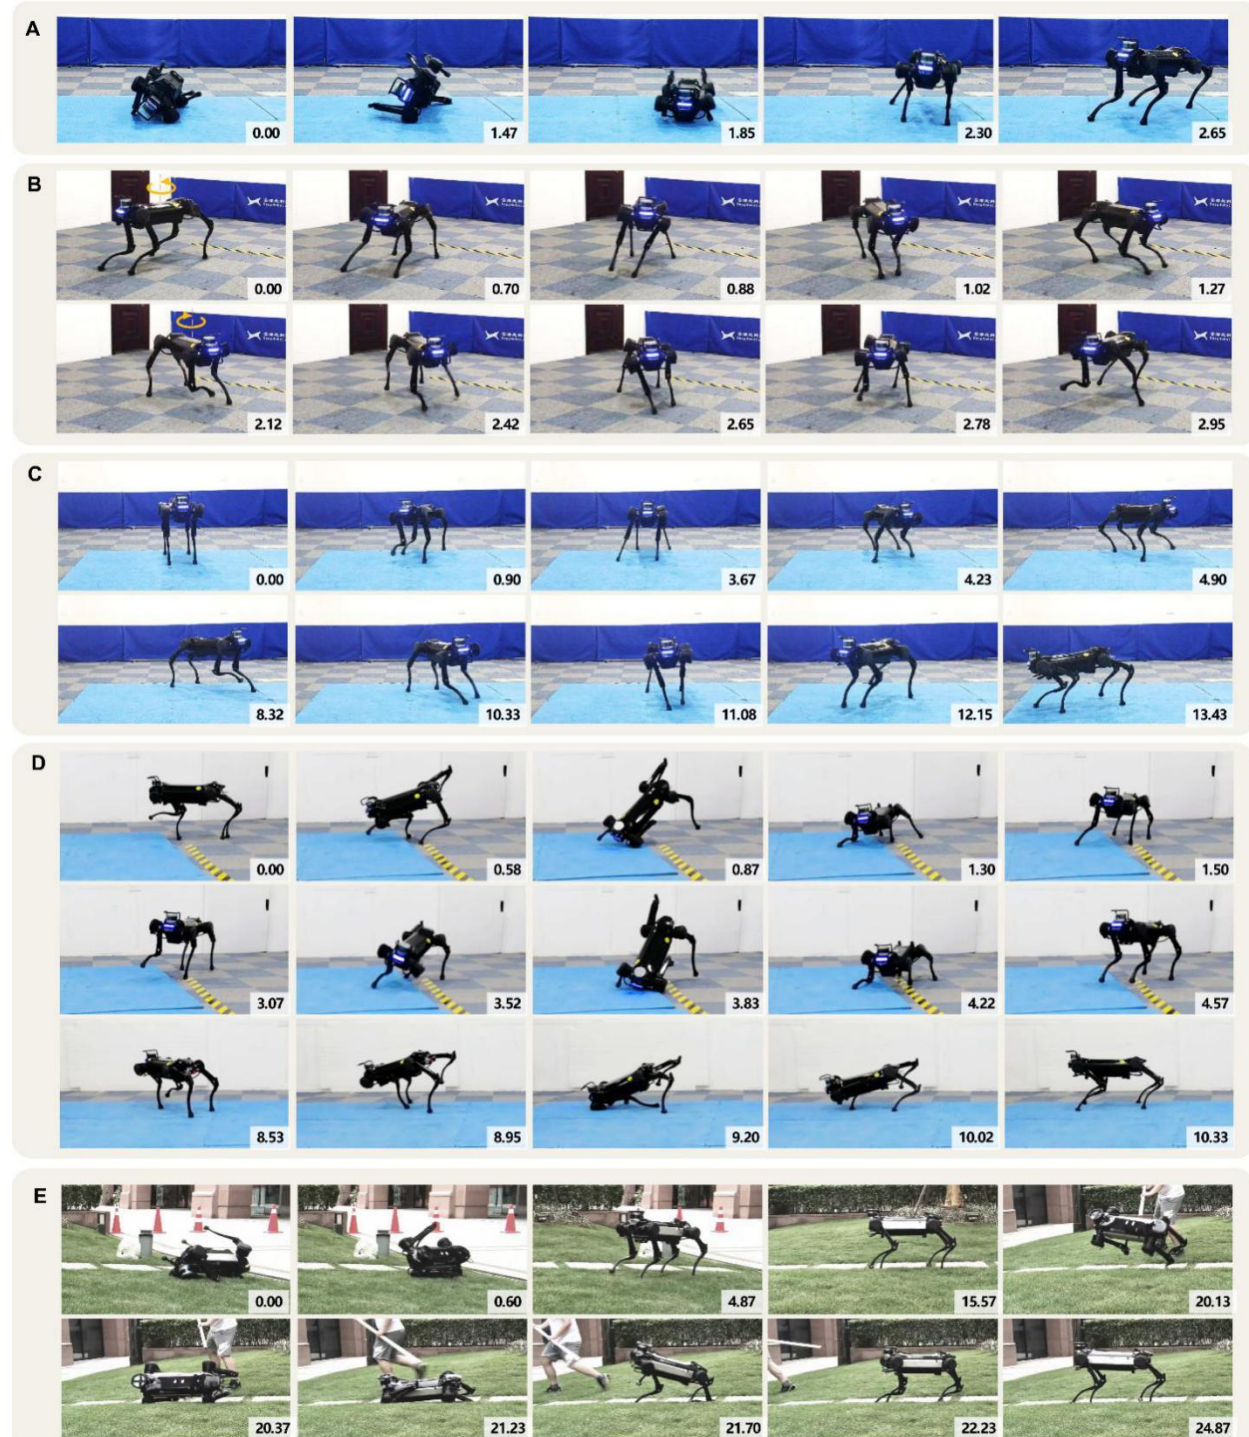 A
0.00 1.47 1.85 2.30 2.65
B
0.00 0.70 0.88 1.02 1.27
2.12 2.42 2.65 2.78 2.95
C
0.00 0.90 3.67 4.23 4.90
8.32 10.33 11.08 12.15 13.43
D
0.00 0.58 0.87 1.30 1.50
3.07 3.52 3.83 4.22 4.57
8.53 8.95 9.20 10.02 10.33
E
0.00 0.60 4.87 15.57 20.13
20.37 21.23 21.70 22.23 24.87